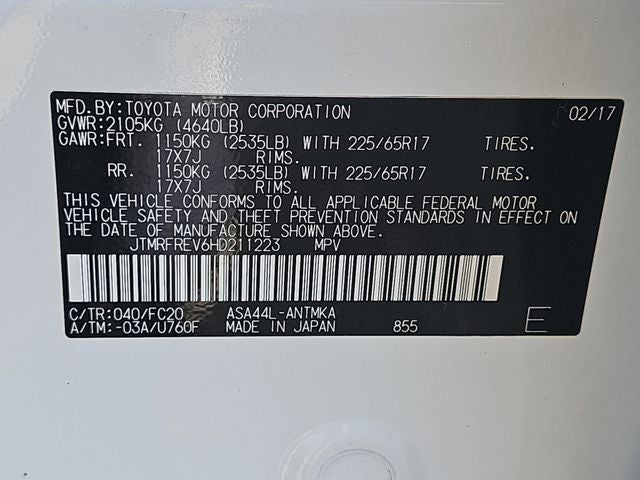 MFD.BY:TOYOTA MOTOR CORPORATION 02/17
GVWR:2105KG (4640LB)
GAWR:FRT. 1150KG (2535LB) WITH 225/65R17 TIRES.
17X7J RIMS.
RR. 1150KG (2535LB) WITH 225/65R17 TIRES.
17X7J RIMS.
THIS VEHICLE CONFORMS TO ALL APPLICABLE FEDERAL MOTOR
VEHICLE SAFETY AND THEFT PREVENTION STANDARDS IN EFFECT ON
THE DATE OF MANUFACTURE SHOWN ABOVE.
JTMRFREV6HD211223 MPV
C/TR:040/FC20 ASA44L-ANTMKA
A/TM:-03A/U760F MADE IN JAPAN 855 E